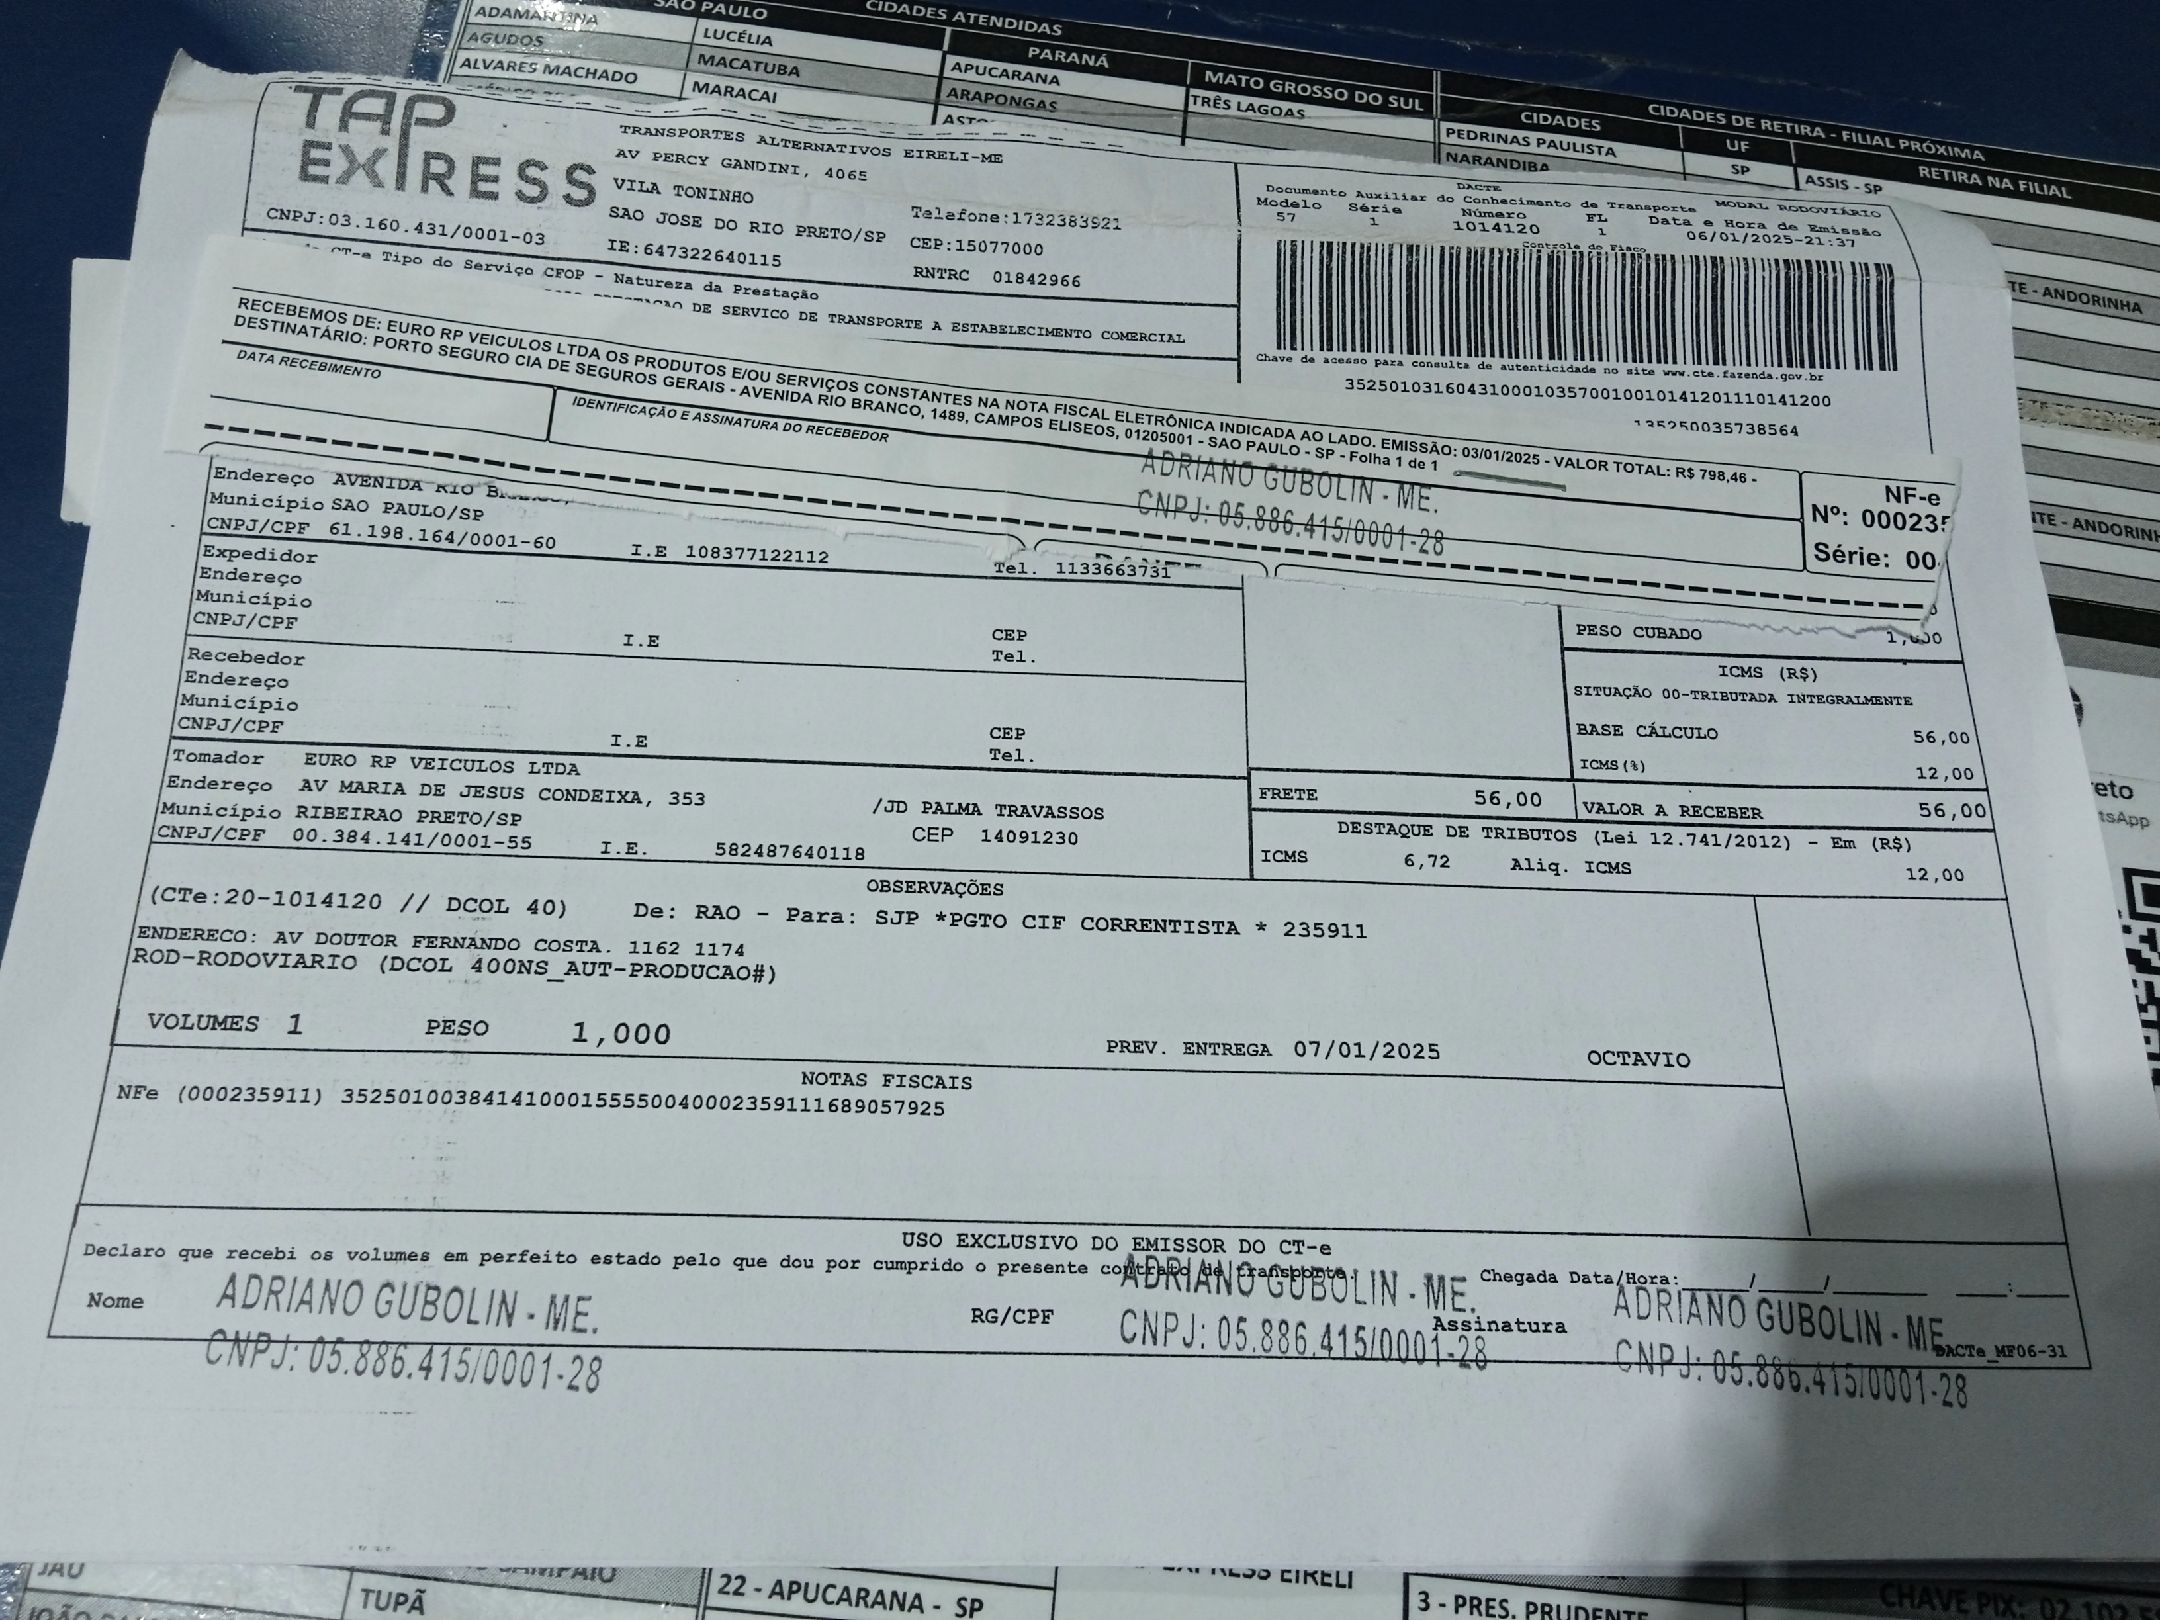 SÃO PAULO
CIDADES ATENDIDAS
ADAMANTINA
LUCÉLIA
PARANÁ
MATO GROSSO DO SUL
CIDADES DE RETIRA - FILIAL PRÓXIMA
AGUDOS
MACATUBA
APUCARANA
TRÊS LAGOAS
CIDADES
UF
RETIRA NA FILIAL
ALVARES MACHADO
MARACAI
ARAPONGAS
PEDRINAS PAULISTA
SP
ASSIS - SP
NARANDIBA
TE - ANDORINHA
TAP
EXPRESS
TRANSPORTES ALTERNATIVOS EIRELI-ME
AV PERCY GANDINI, 4065
VILA TONINHO
SAO JOSE DO RIO PRETO/SP
Telefone:1732383921
CNPJ:03.160.431/0001-03
IE:647322640115
CEP:15077000
RNTRC 01842966
DACTE
Documento Auxiliar do Conhecimento de Transporte MODAL RODOVIÁRIO
Modelo Série Número FL Data e Hora de Emissão
57 1 1014120 1 06/01/2025-21:37
Controle do Fisco
Chave de acesso para consulta de autenticidade no site www.cte.fazenda.gov.br
35250103160431000103570010010141201110141200
135250035738564
CT-e Tipo do Serviço CFOP - Natureza da Prestação
DE SERVICO DE TRANSPORTE A ESTABELECIMENTO COMERCIAL
RECEBEMOS DE: EURO RP VEICULOS LTDA OS PRODUTOS E/OU SERVIÇOS CONSTANTES NA NOTA FISCAL ELETRÔNICA INDICADA AO LADO. EMISSÃO: 03/01/2025 - VALOR TOTAL: R$ 798,46 -
DESTINATÁRIO: PORTO SEGURO CIA DE SEGUROS GERAIS - AVENIDA RIO BRANCO, 1489, CAMPOS ELISEOS, 01205001 - SAO PAULO - SP - Folha 1 de 1
DATA RECEBIMENTO
IDENTIFICAÇÃO E ASSINATURA DO RECEBEDOR
ADRIANO GUBOLIN - ME.
CNPJ: 05.886.415/0001-28
NF-e
Nº: 000235
Série: 00
Endereço AVENIDA RIO
Município SAO PAULO/SP
CNPJ/CPF 61.198.164/0001-60 I.E 108377122112 Tel. 1133663731
Expedidor
Endereço
Município CEP
CNPJ/CPF I.E Tel.
Recebedor
Endereço
Município CEP
CNPJ/CPF I.E Tel.
PESO CUBADO
ICMS (R$)
SITUAÇÃO 00-TRIBUTADA INTEGRALMENTE
BASE CÁLCULO 56,00
ICMS(%) 12,00
Tomador EURO RP VEICULOS LTDA
Endereço AV MARIA DE JESUS CONDEIXA, 353 /JD PALMA TRAVASSOS
Município RIBEIRAO PRETO/SP CEP 14091230
CNPJ/CPF 00.384.141/0001-55 I.E. 582487640118
FRETE 56,00 VALOR A RECEBER 56,00
DESTAQUE DE TRIBUTOS (Lei 12.741/2012) - Em (R$)
ICMS 6,72 Aliq. ICMS 12,00
OBSERVAÇÕES
(CTe:20-1014120 // DCOL 40) De: RAO - Para: SJP *PGTO CIF CORRENTISTA * 235911
ENDERECO: AV DOUTOR FERNANDO COSTA. 1162 1174
ROD-RODOVIARIO (DCOL 400NS_AUT-PRODUCAO#)
VOLUMES 1 PESO 1,000 PREV. ENTREGA 07/01/2025 OCTAVIO
NOTAS FISCAIS
NFe (000235911) 35250100384141000155550040002359111689057925
USO EXCLUSIVO DO EMISSOR DO CT-e
Declaro que recebi os volumes em perfeito estado pelo que dou por cumprido o presente contrato de transporte. Chegada Data/Hora: / / :
Nome RG/CPF Assinatura
ADRIANO GUBOLIN - ME.
CNPJ: 05.886.415/0001-28
ADRIANO GUBOLIN - ME.
CNPJ: 05.886.415/0001-28
ADRIANO GUBOLIN - ME
CNPJ: 05.886.415/0001-28
DACTe_MF06-31
JAÚ
TUPÃ
22 - APUCARANA - SP
EXPRESS EIRELI
3 - PRES. PRUDENTE
CHAVE PIX: